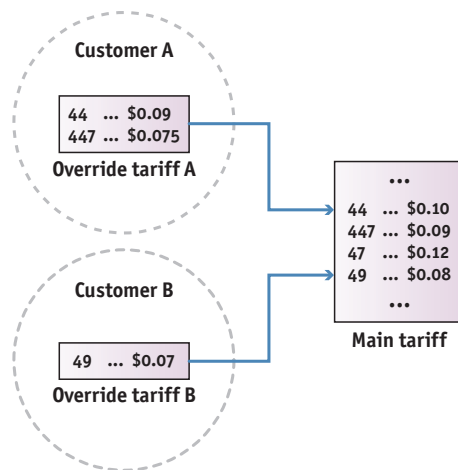 Customer A
44 ... $0.09
447 ... $0.075
Override tariff A
...
44 ... $0.10
447 ... $0.09
47 ... $0.12
49 ... $0.08
...
Main tariff
Customer B
49 ... $0.07
Override tariff B